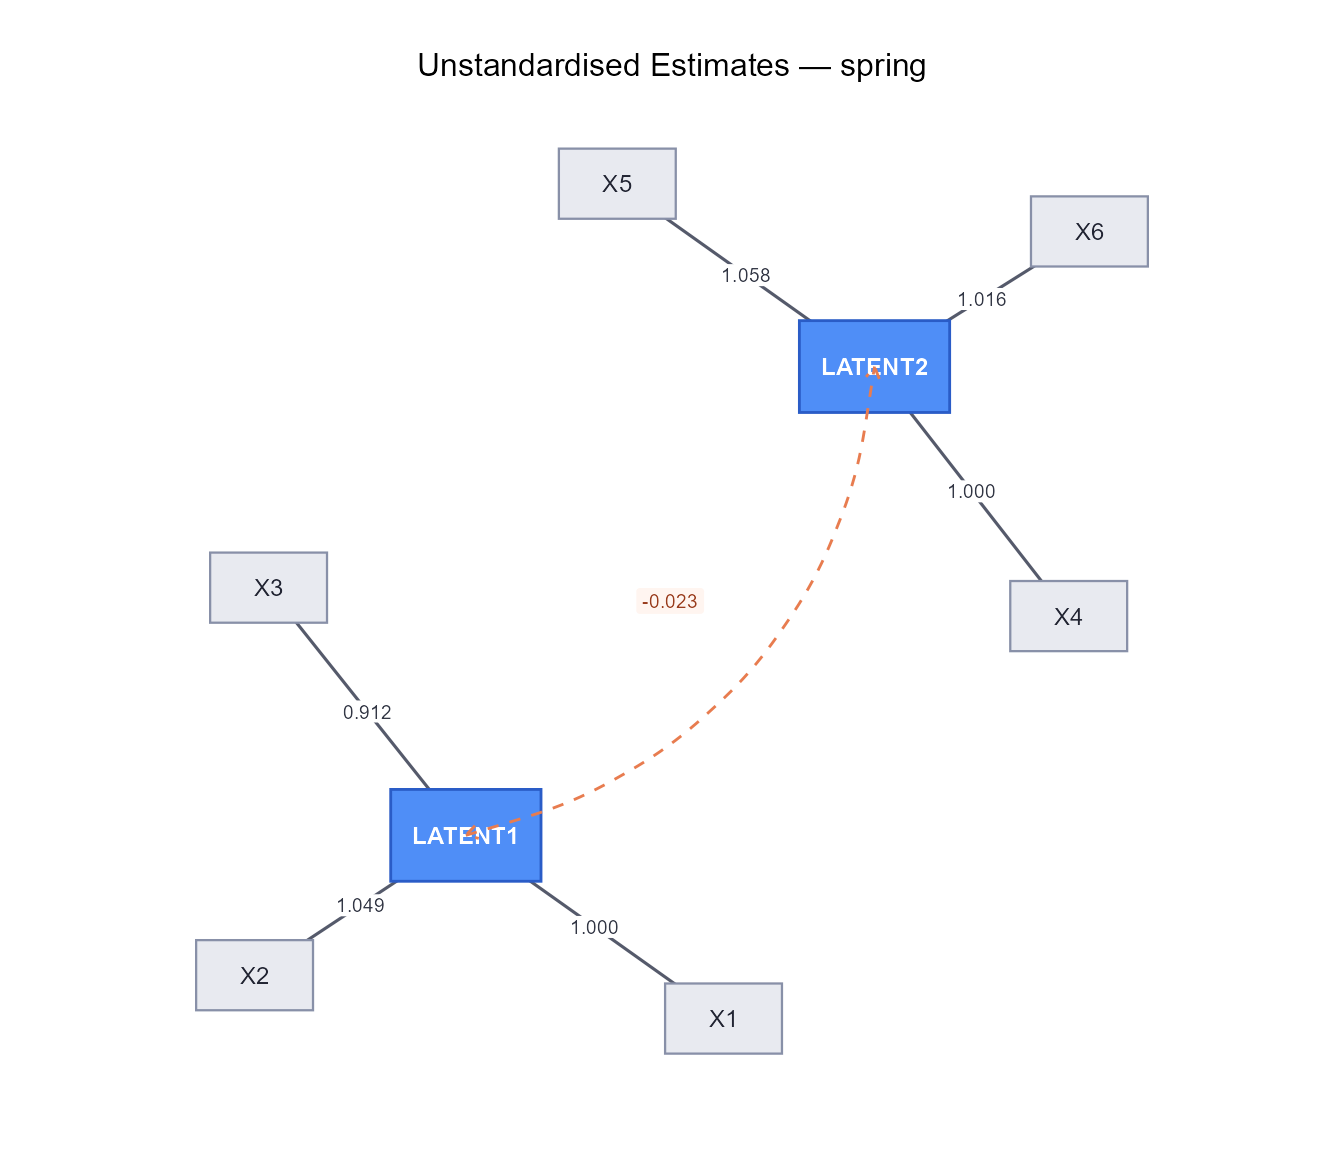 Unstandardised Estimates — spring
X5
X6
1.058
1.016
LATENT2
1.000
X3
-0.023
X4
0.912
LATENT1
1.049
1.000
X2
X1